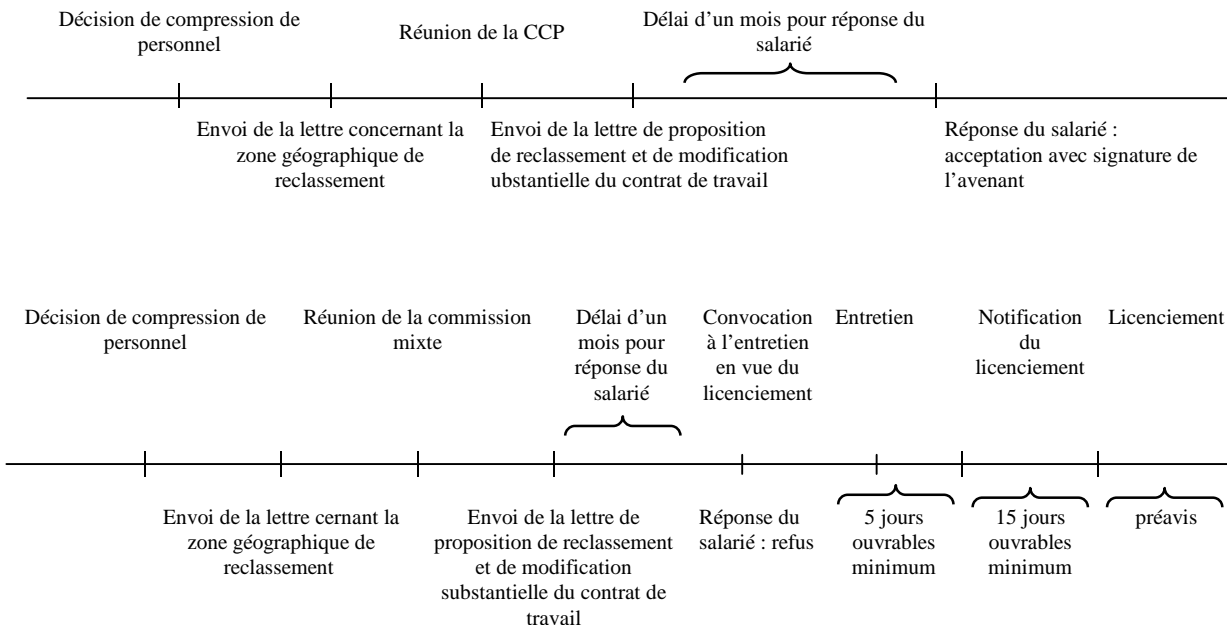 Décision de compression de
personnel
Réunion de la CCP
Délai d’un mois pour réponse du
salarié
Envoi de la lettre concernant la
zone géographique de
reclassement
Envoi de la lettre de proposition
de reclassement et de modification
ubstantielle du contrat de travail
Réponse du salarié :
acceptation avec signature de
l’avenant
Décision de compression de
personnel
Réunion de la commission
mixte
Délai d’un
mois pour
réponse du
salarié
Convocation
à l’entretien
en vue du
licenciement
Entretien
Notification
du
licenciement
Licenciement
Envoi de la lettre cernant la
zone géographique de
reclassement
Envoi de la lettre de
proposition de reclassement
et de modification
substantielle du contrat de
travail
Réponse du
salarié : refus
5 jours
ouvrables
minimum
15 jours
ouvrables
minimum
préavis